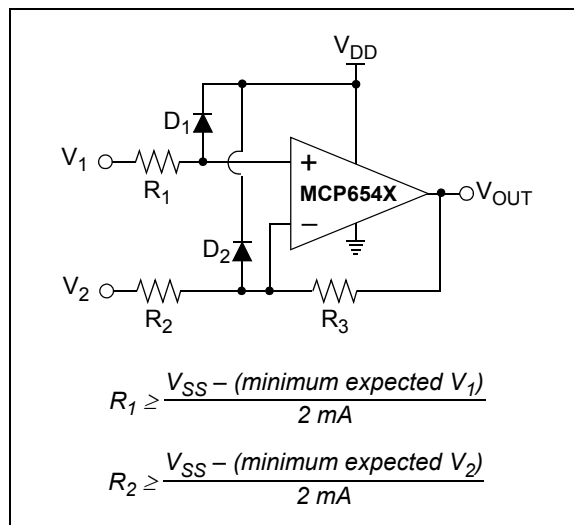 V_DD
D_1
V_1
R_1
+
MCP654X
V_OUT
–
D_2
V_2
R_2
R_3
R_1 ≥ V_SS – (minimum expected V_1) / 2 mA
R_2 ≥ V_SS – (minimum expected V_2) / 2 mA